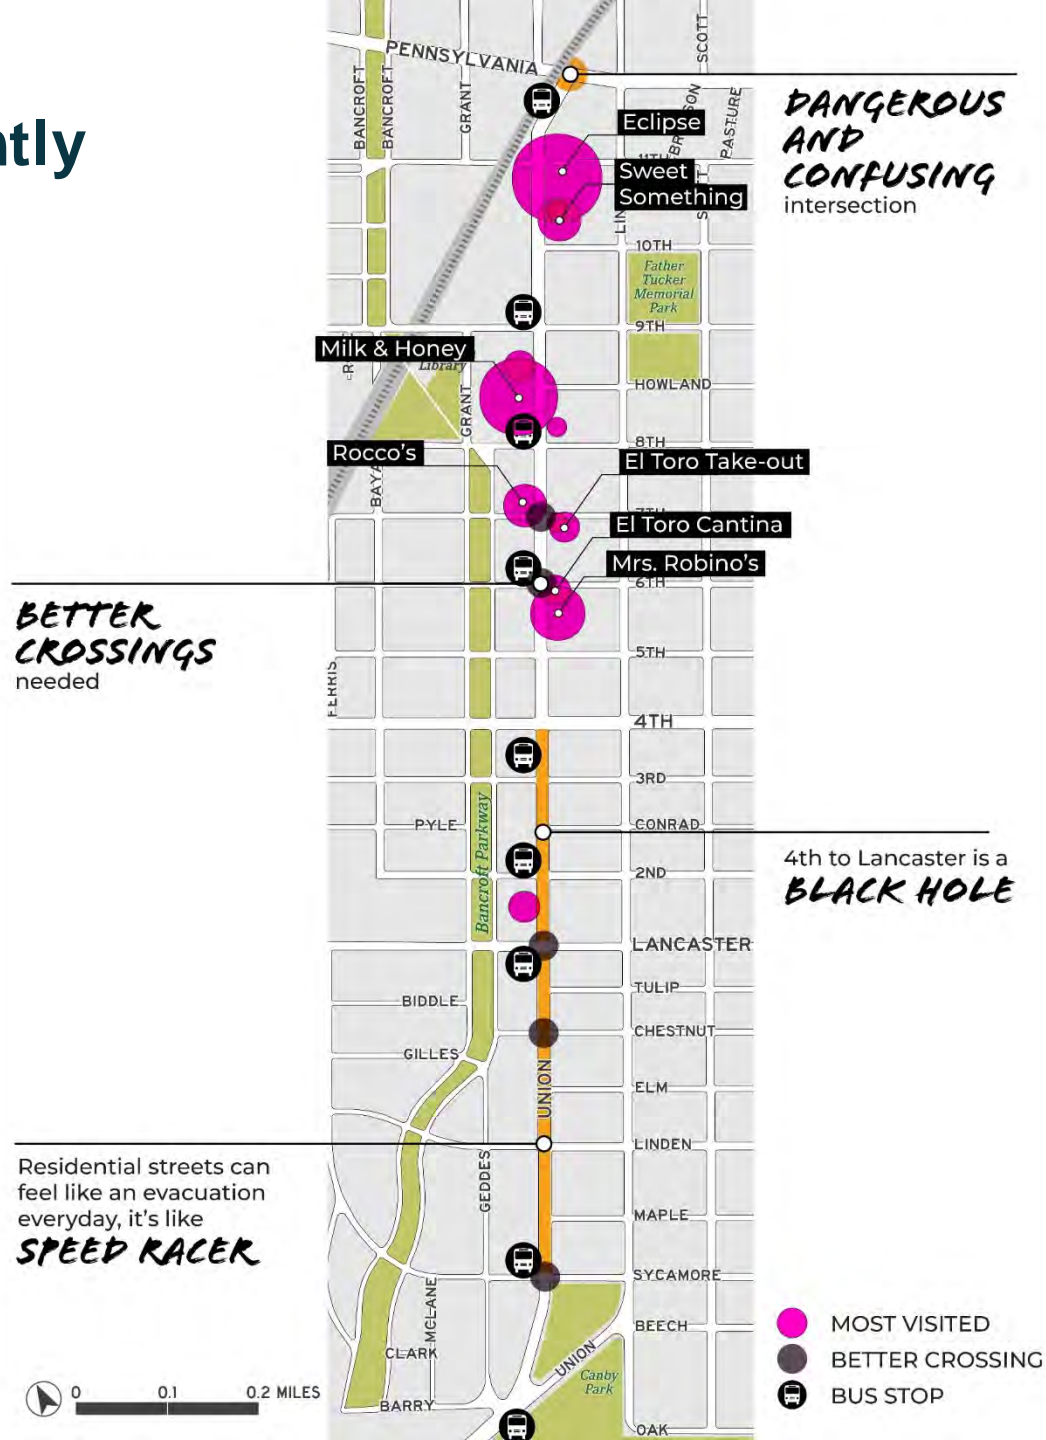 ntly
PENNSYLVANIA
BANCROFT
BANCROFT
GRANT
SCOTT
PASTURE
DANGEROUS
AND
CONFUSING
intersection
Eclipse
11TH
Sweet
Something
10TH
Father
Tucker
Memorial
Park
9TH
Milk & Honey
Library
HOWLAND
GRANT
8TH
Rocco's
El Toro Take-out
7TH
El Toro Cantina
Mrs. Robino's
6TH
BETTER
CROSSINGS
needed
5TH
FERRIS
4TH
3RD
PYLE
CONRAD
Bancroft Parkway
2ND
4th to Lancaster is a
BLACK HOLE
LANCASTER
TULIP
BIDDLE
CHESTNUT
GILLES
UNION
ELM
LINDEN
Residential streets can
feel like an evacuation
everyday, it's like
SPEED RACER
GEDDES
MAPLE
SYCAMORE
MCLANE
BEECH
CLARK
UNION
Canby
Park
BARRY
OAK
0 0.1 0.2 MILES
MOST VISITED
BETTER CROSSING
BUS STOP